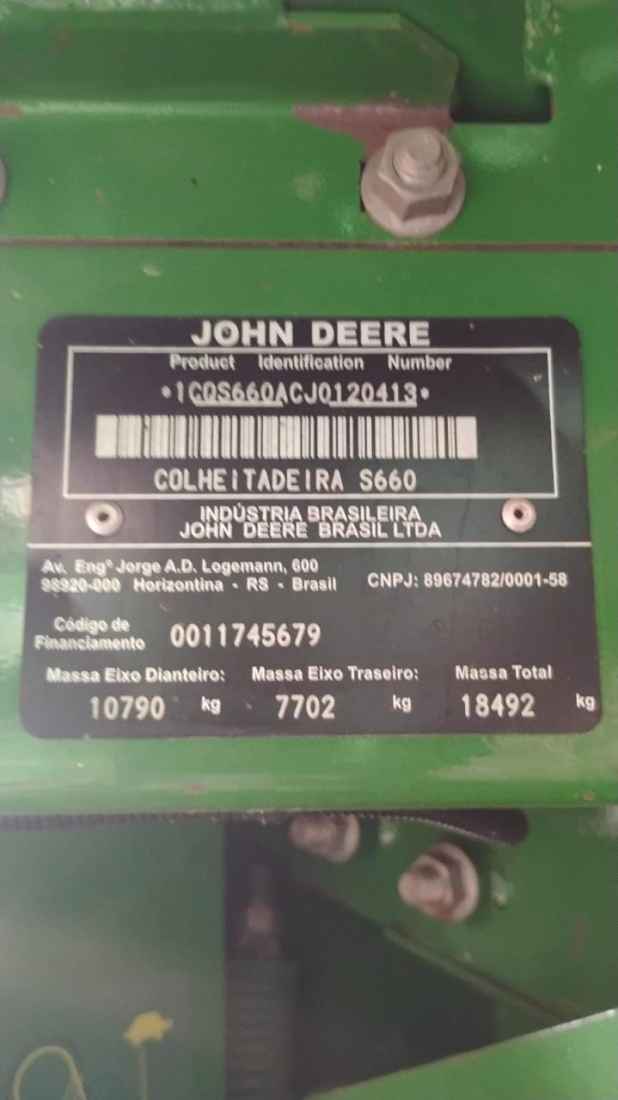 JOHN DEERE
Product Identification Number
*1CQS660ACJ0120413*
COLHEITADEIRA S660
INDÚSTRIA BRASILEIRA
JOHN DEERE BRASIL LTDA
Av. Engº Jorge A.D. Logemann, 600
98920-000 Horizontina - RS - Brasil
CNPJ: 89674782/0001-58
Código de
Financiamento 0011745679
Massa Eixo Dianteiro: Massa Eixo Traseiro: Massa Total
10790 kg 7702 kg 18492 kg